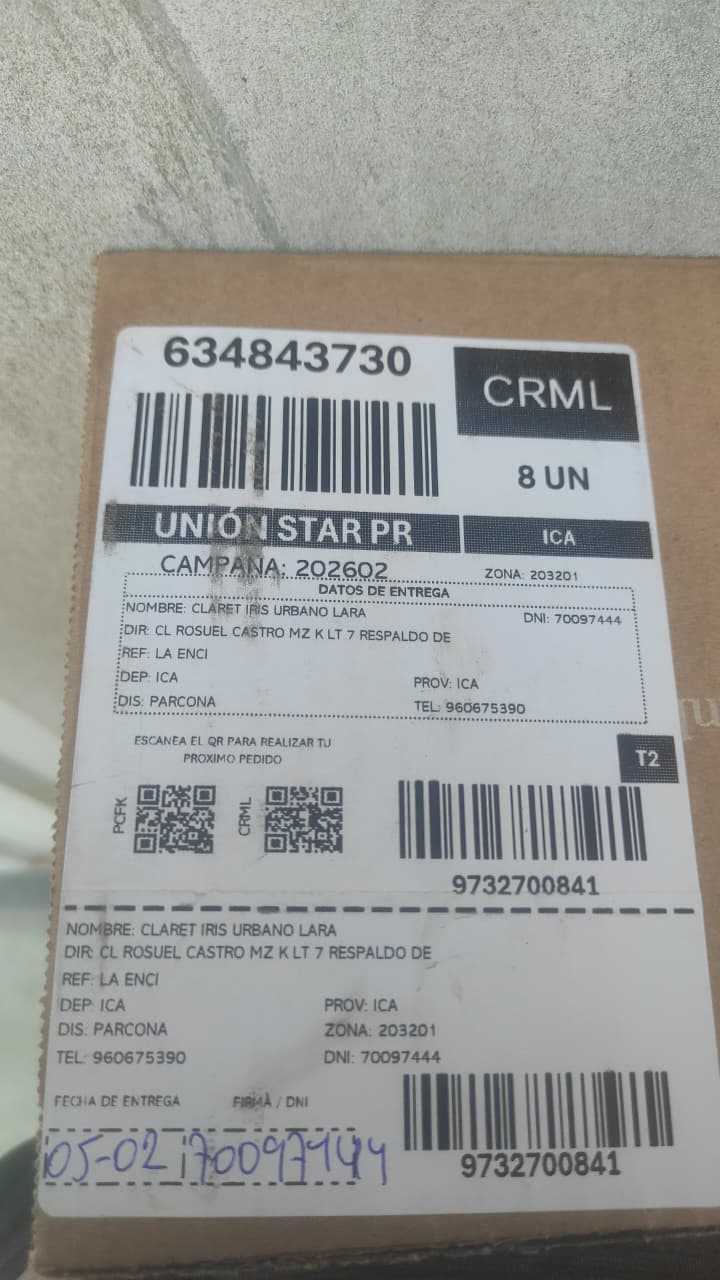 634843730
CRML
8 UN
UNIÓN STAR PR
ICA
CAMPAÑA: 202602
ZONA: 203201
DATOS DE ENTREGA
NOMBRE: CLARET IRIS URBANO LARA
DNI: 70097444
DIR: CL ROSUEL CASTRO MZ K LT 7 RESPALDO DE
REF: LA ENCI
DEP: ICA
PROV: ICA
DIS: PARCONA
TEL: 960675390
ESCANEA EL QR PARA REALIZAR TU
PROXIMO PEDIDO
T2
PCFK
CRML
9732700841
NOMBRE: CLARET IRIS URBANO LARA
DIR: CL ROSUEL CASTRO MZ K LT 7 RESPALDO DE
REF: LA ENCI
DEP: ICA
PROV: ICA
DIS: PARCONA
ZONA: 203201
TEL: 960675390
DNI: 70097444
FECHA DE ENTREGA
FIRMA / DNI
05-02
70097444
9732700841